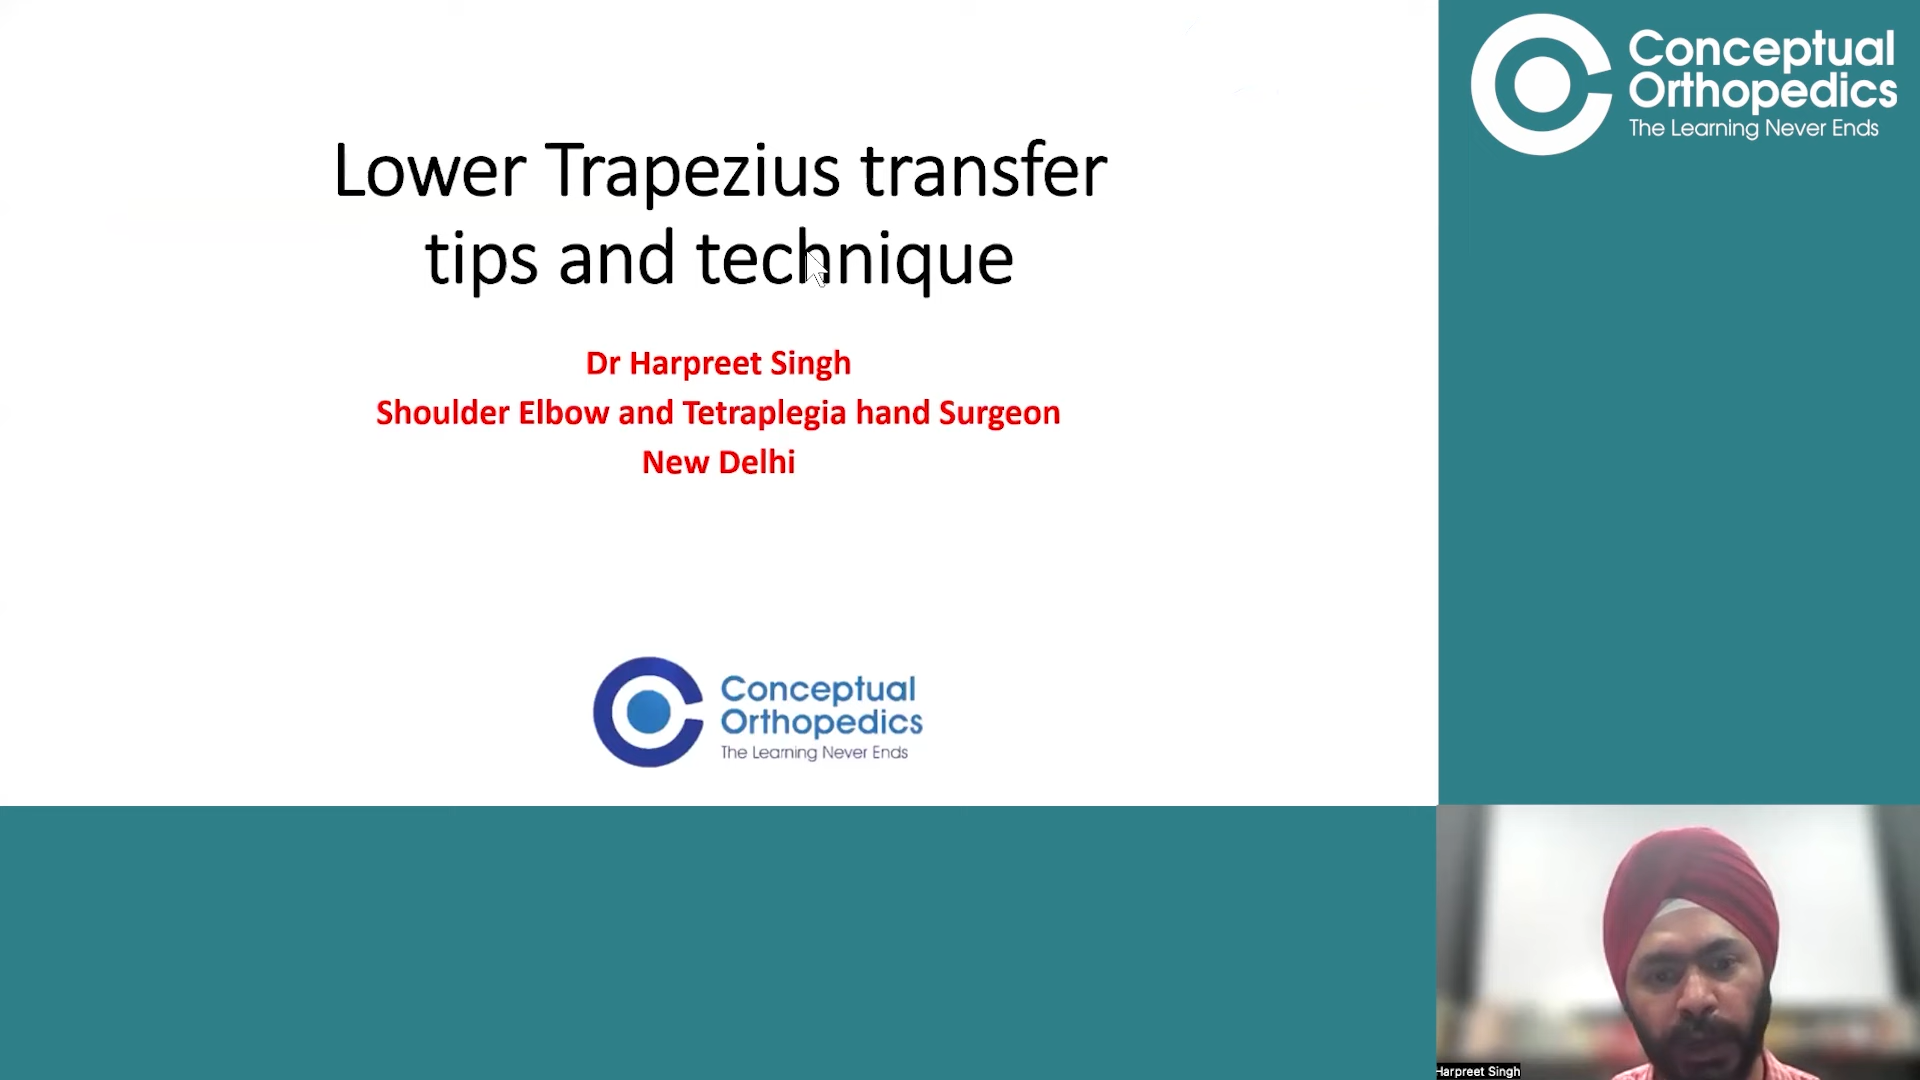 Lower Trapezius transfer
tips and technique
Dr Harpreet Singh
Shoulder Elbow and Tetraplegia hand Surgeon
New Delhi
Conceptual
Orthopedics
The Learning Never Ends
Conceptual
Orthopedics
The Learning Never Ends
Harpreet Singh